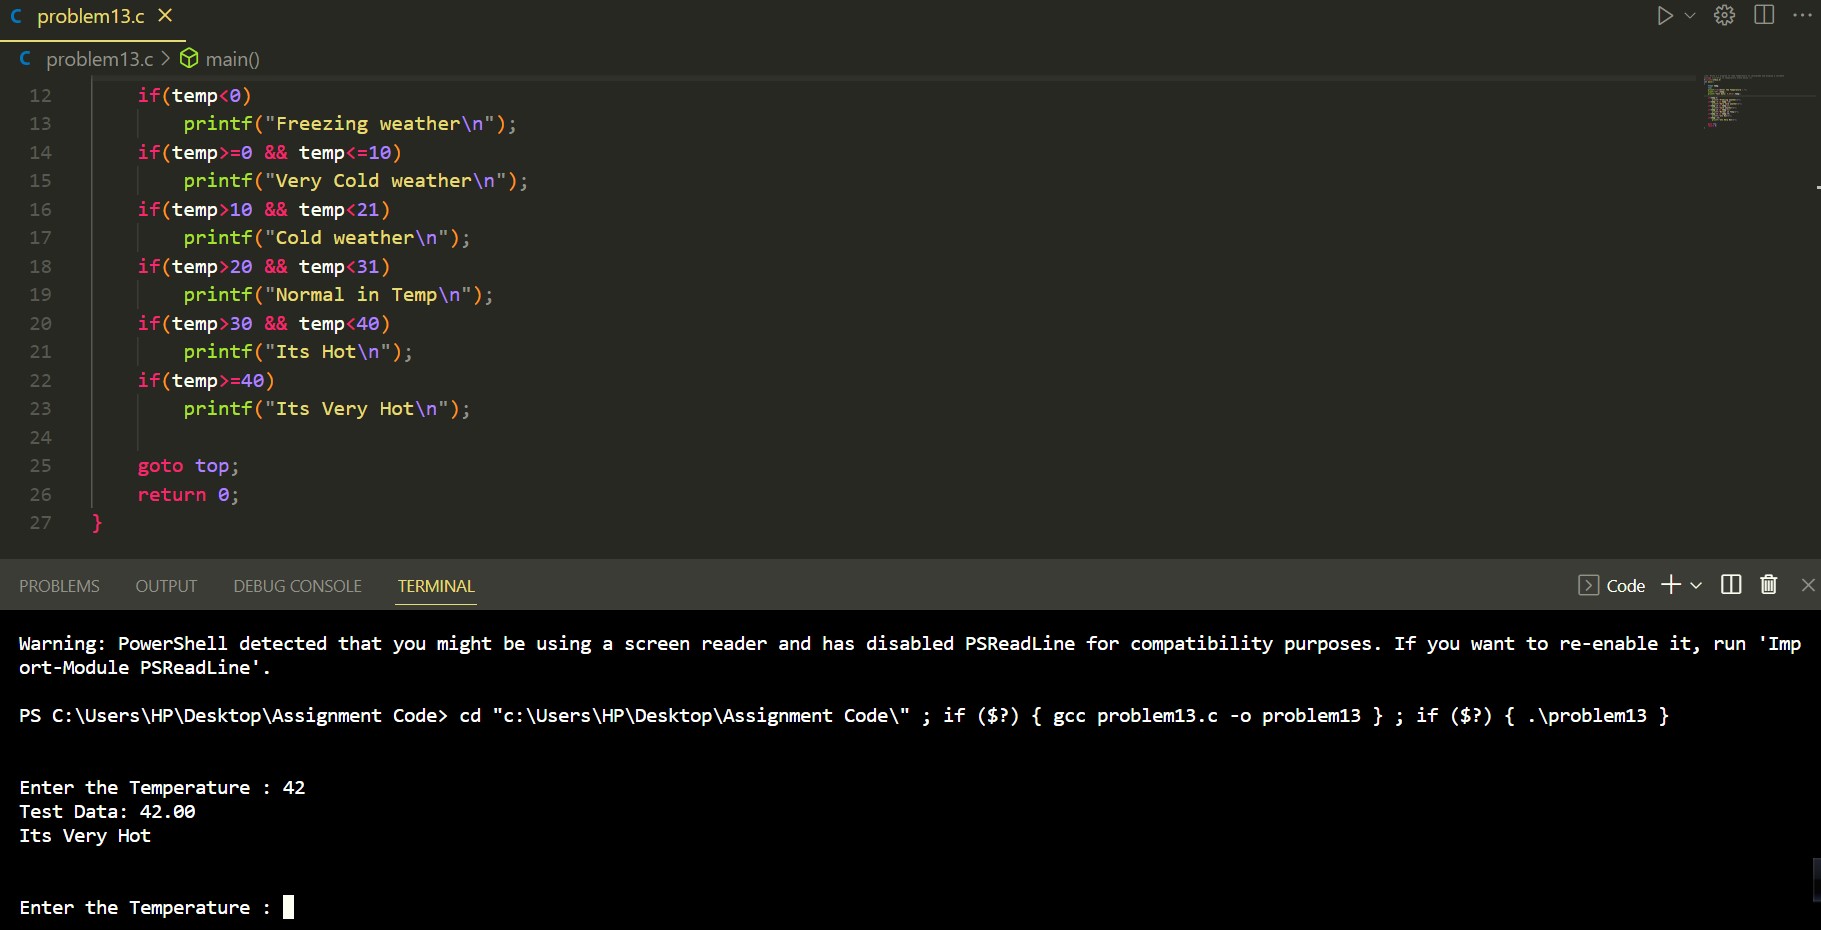 C problem13.c ×
C problem13.c > main()
12 if(temp<0)
13 printf("Freezing weather\n");
14 if(temp>=0 && temp<=10)
15 printf("Very Cold weather\n");
16 if(temp>10 && temp<21)
17 printf("Cold weather\n");
18 if(temp>20 && temp<31)
19 printf("Normal in Temp\n");
20 if(temp>30 && temp<40)
21 printf("Its Hot\n");
22 if(temp>=40)
23 printf("Its Very Hot\n");
24
25 goto top;
26 return 0;
27 }
PROBLEMS OUTPUT DEBUG CONSOLE TERMINAL Code
Warning: PowerShell detected that you might be using a screen reader and has disabled PSReadLine for compatibility purposes. If you want to re-enable it, run 'Imp
ort-Module PSReadLine'.
PS C:\Users\HP\Desktop\Assignment Code> cd "c:\Users\HP\Desktop\Assignment Code\" ; if ($?) { gcc problem13.c -o problem13 } ; if ($?) { .\problem13 }
Enter the Temperature : 42
Test Data: 42.00
Its Very Hot
Enter the Temperature :